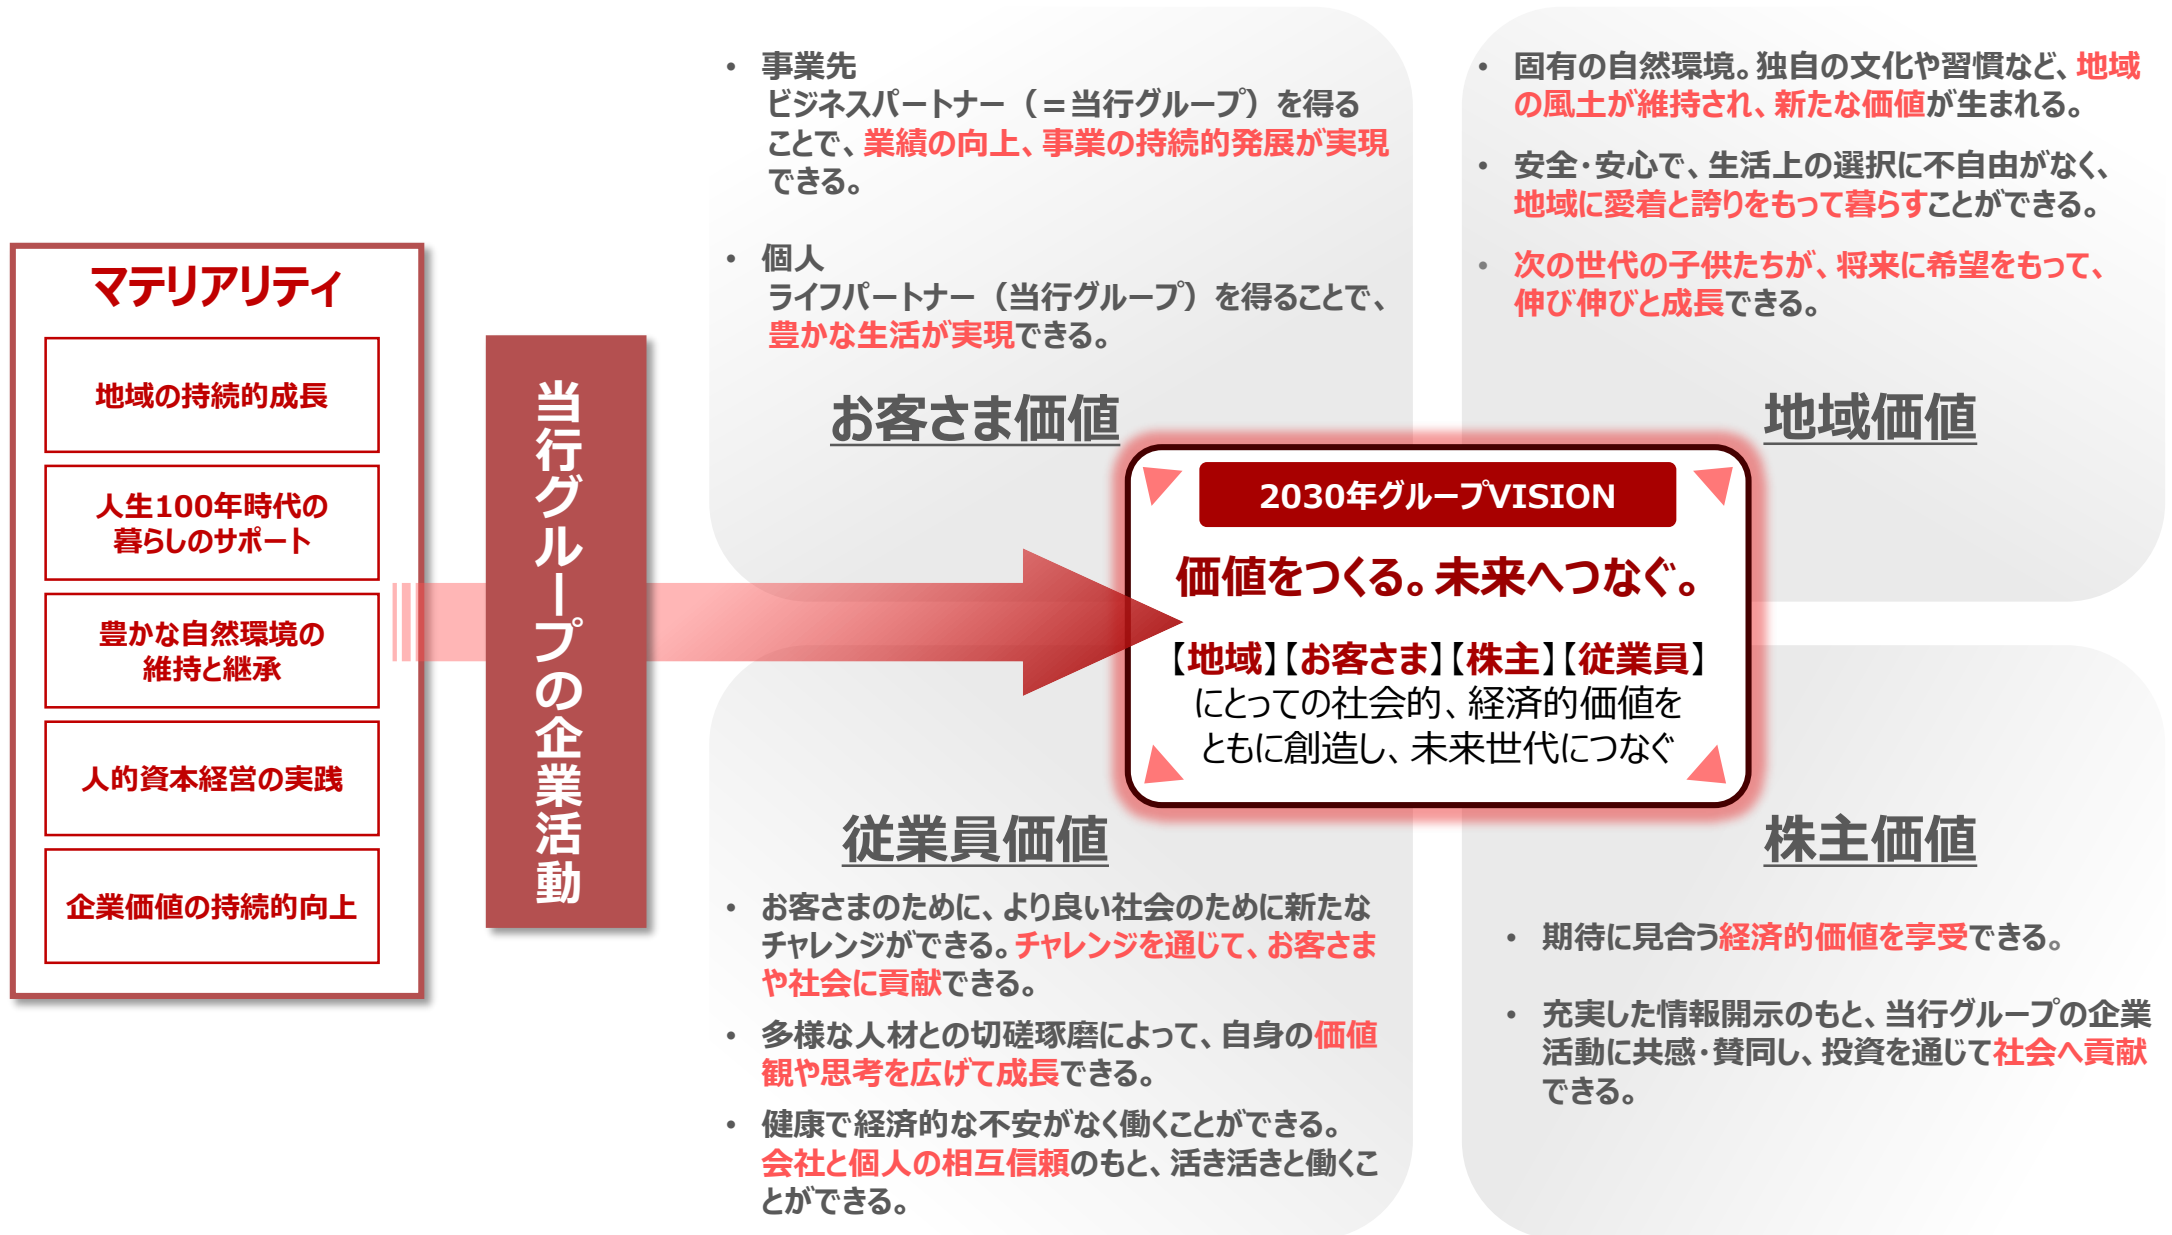 マテリアリティ
地域の持続的成長
人生100年時代の
暮らしのサポート
豊かな自然環境の
維持と継承
人的資本経営の実践
企業価値の持続的向上
当行グループの企業活動
• 事業先
ビジネスパートナー（＝当行グループ）を得る
ことで、業績の向上、事業の持続的発展が実現
できる。
• 個人
ライフパートナー（当行グループ）を得ることで、
豊かな生活が実現できる。
お客さま価値
• 固有の自然環境。独自の文化や習慣など、地域
の風土が維持され、新たな価値が生まれる。
• 安全・安心で、生活上の選択に不自由がなく、
地域に愛着と誇りをもって暮らすことができる。
• 次の世代の子供たちが、将来に希望をもって、
伸び伸びと成長できる。
地域価値
2030年グループVISION
価値をつくる。未来へつなぐ。
【地域】【お客さま】【株主】【従業員】
にとっての社会的、経済的価値を
ともに創造し、未来世代につなぐ
従業員価値
• お客さまのために、より良い社会のために新たな
チャレンジができる。チャレンジを通じて、お客さま
や社会に貢献できる。
• 多様な人材との切磋琢磨によって、自身の価値
観や思考を広げて成長できる。
• 健康で経済的な不安がなく働くことができる。
会社と個人の相互信頼のもと、活き活きと働くこ
とができる。
株主価値
• 期待に見合う経済的価値を享受できる。
• 充実した情報開示のもと、当行グループの企業
活動に共感・賛同し、投資を通じて社会へ貢献
できる。